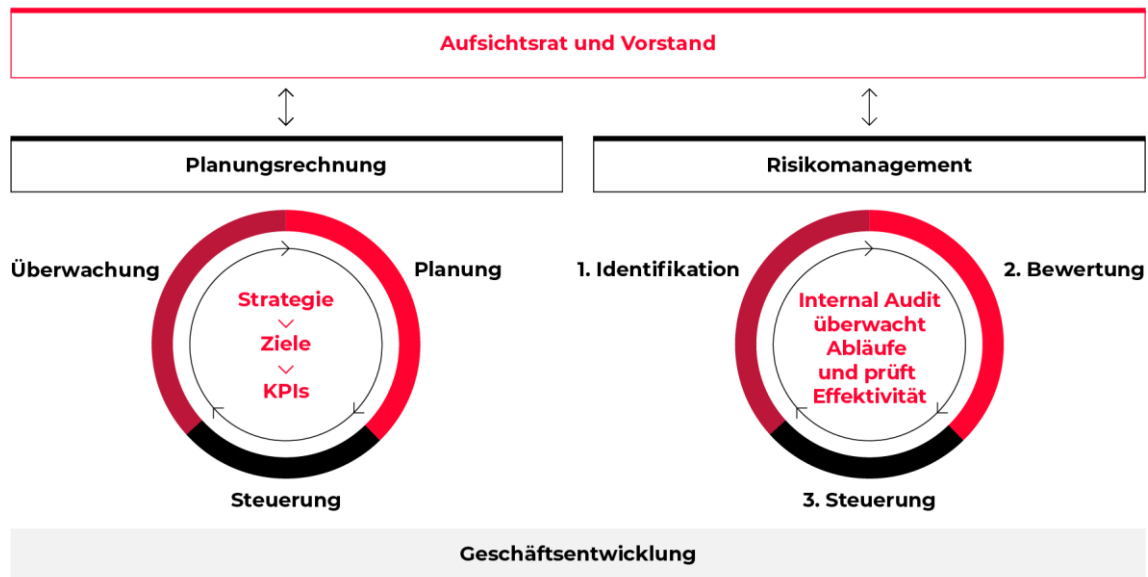 Aufsichtsrat und Vorstand
Planungsrechnung
Überwachung
Planung
Strategie
Ziele
KPIs
Steuerung
Risikomanagement
1. Identifikation
2. Bewertung
Internal Audit
überwacht
Abläufe
und prüft
Effektivität
3. Steuerung
Geschäftsentwicklung